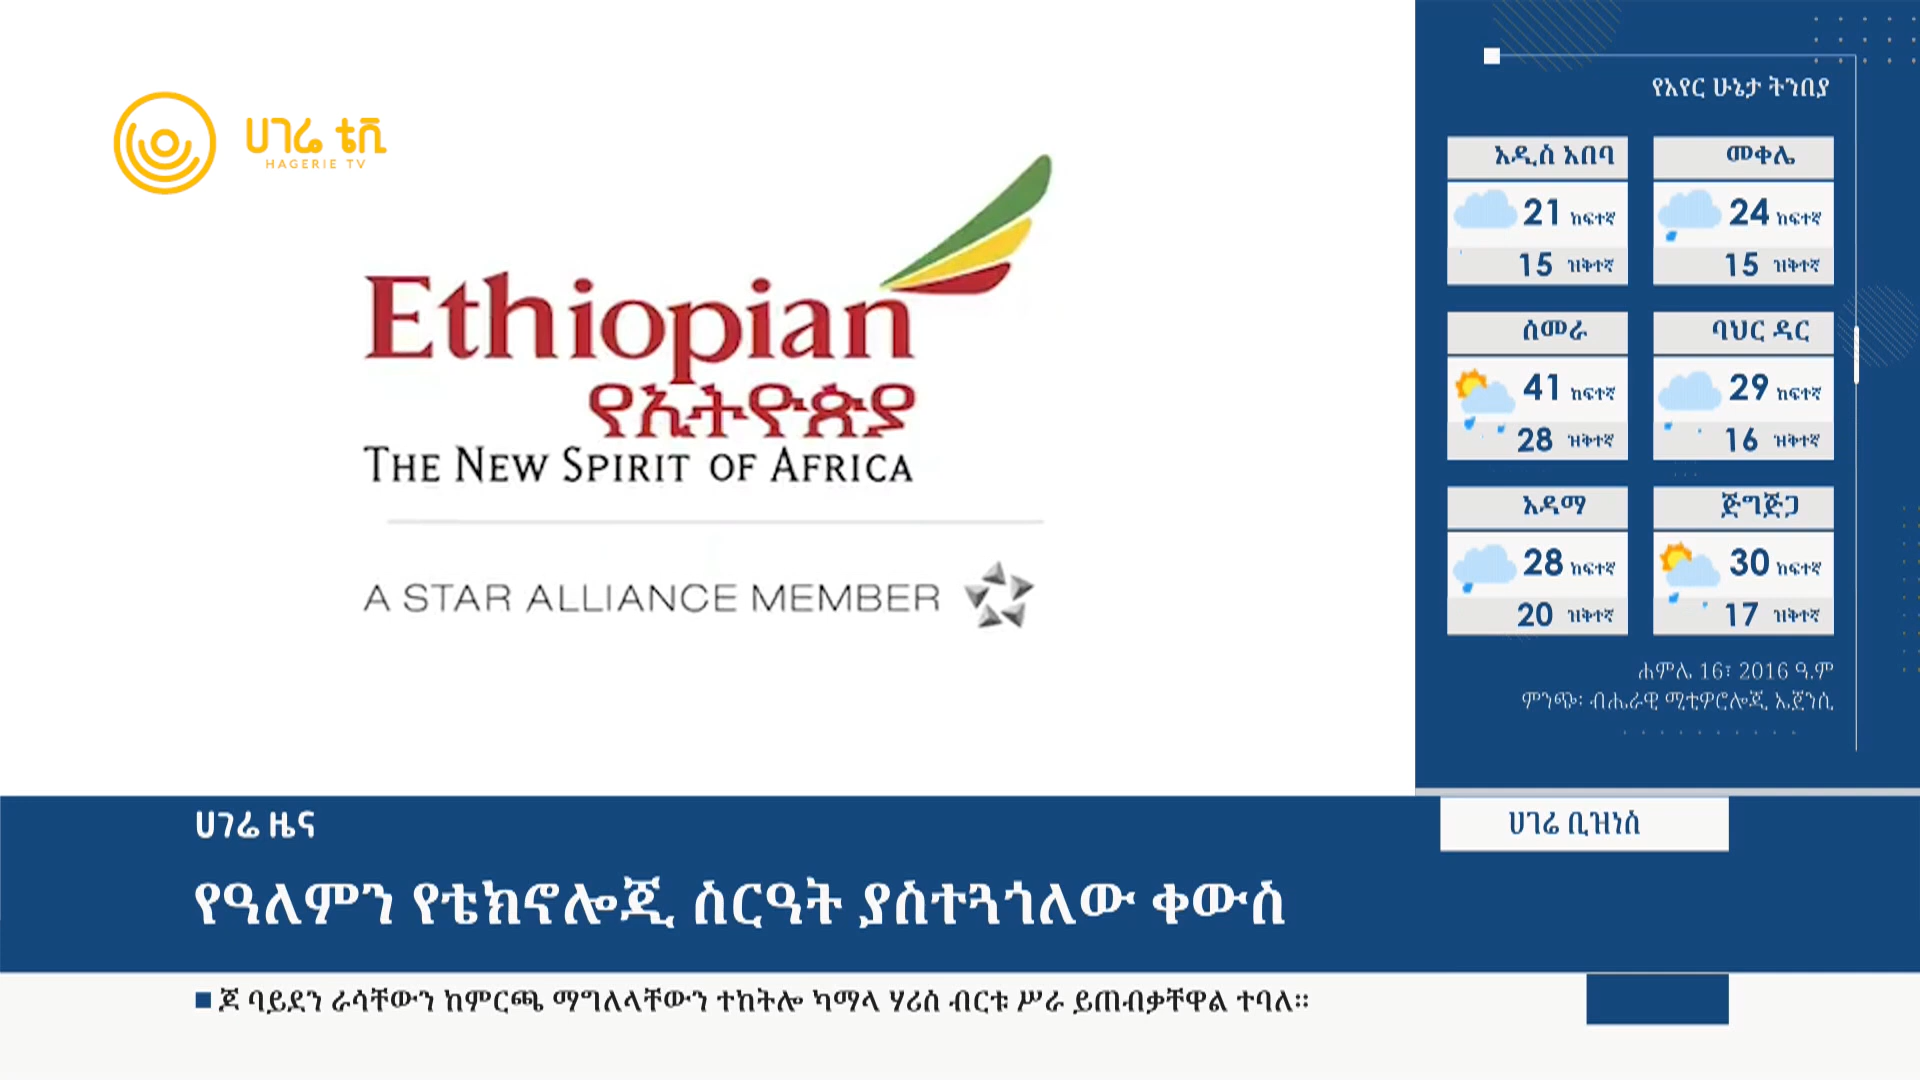 ሀገሬ ቴቪ
HAGERIE TV
Ethiopian
የኢትዮጵያ
THE NEW SPIRIT OF AFRICA
A STAR ALLIANCE MEMBER
የአየር ሁኔታ ትንበያ
አዲስ አበባ
21 ከፍተኛ
15 ዝቅተኛ
መቀሌ
24 ከፍተኛ
15 ዝቅተኛ
ሰመራ
41 ከፍተኛ
28 ዝቅተኛ
ባህር ዳር
29 ከፍተኛ
16 ዝቅተኛ
አዳማ
28 ከፍተኛ
20 ዝቅተኛ
ጅግጅጋ
30 ከፍተኛ
17 ዝቅተኛ
ሐምሌ 16፣ 2016 ዓ.ም
ምንጭ፡ ብሔራዊ ሚቲዎሮሎጂ ኤጀንሲ
ሀገሬ ዜና
ሀገሬ ቢዝነስ
የዓለምን የቴክኖሎጂ ስርዓት ያስተጓጎለው ቀውስ
ጆ ባይደን ራሳቸውን ከምርጫ ማግለላቸውን ተከትሎ ካማላ ሃሪስ ብርቱ ሥራ ይጠብቃቸዋል ተባለ።